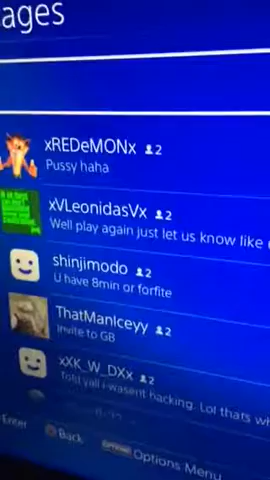 ages
xREDeMONx 2
Pussy haha
xVLeonidasVx 2
Well play again just let us know like
shinjimodo 2
U have 8min or forfite
ThatManIceyy 2
Invite to GB
xXK_W_DXx 2
Told yall i wasent hacking. Lol thats wh
Enter
Back
OPTIONS Options Menu